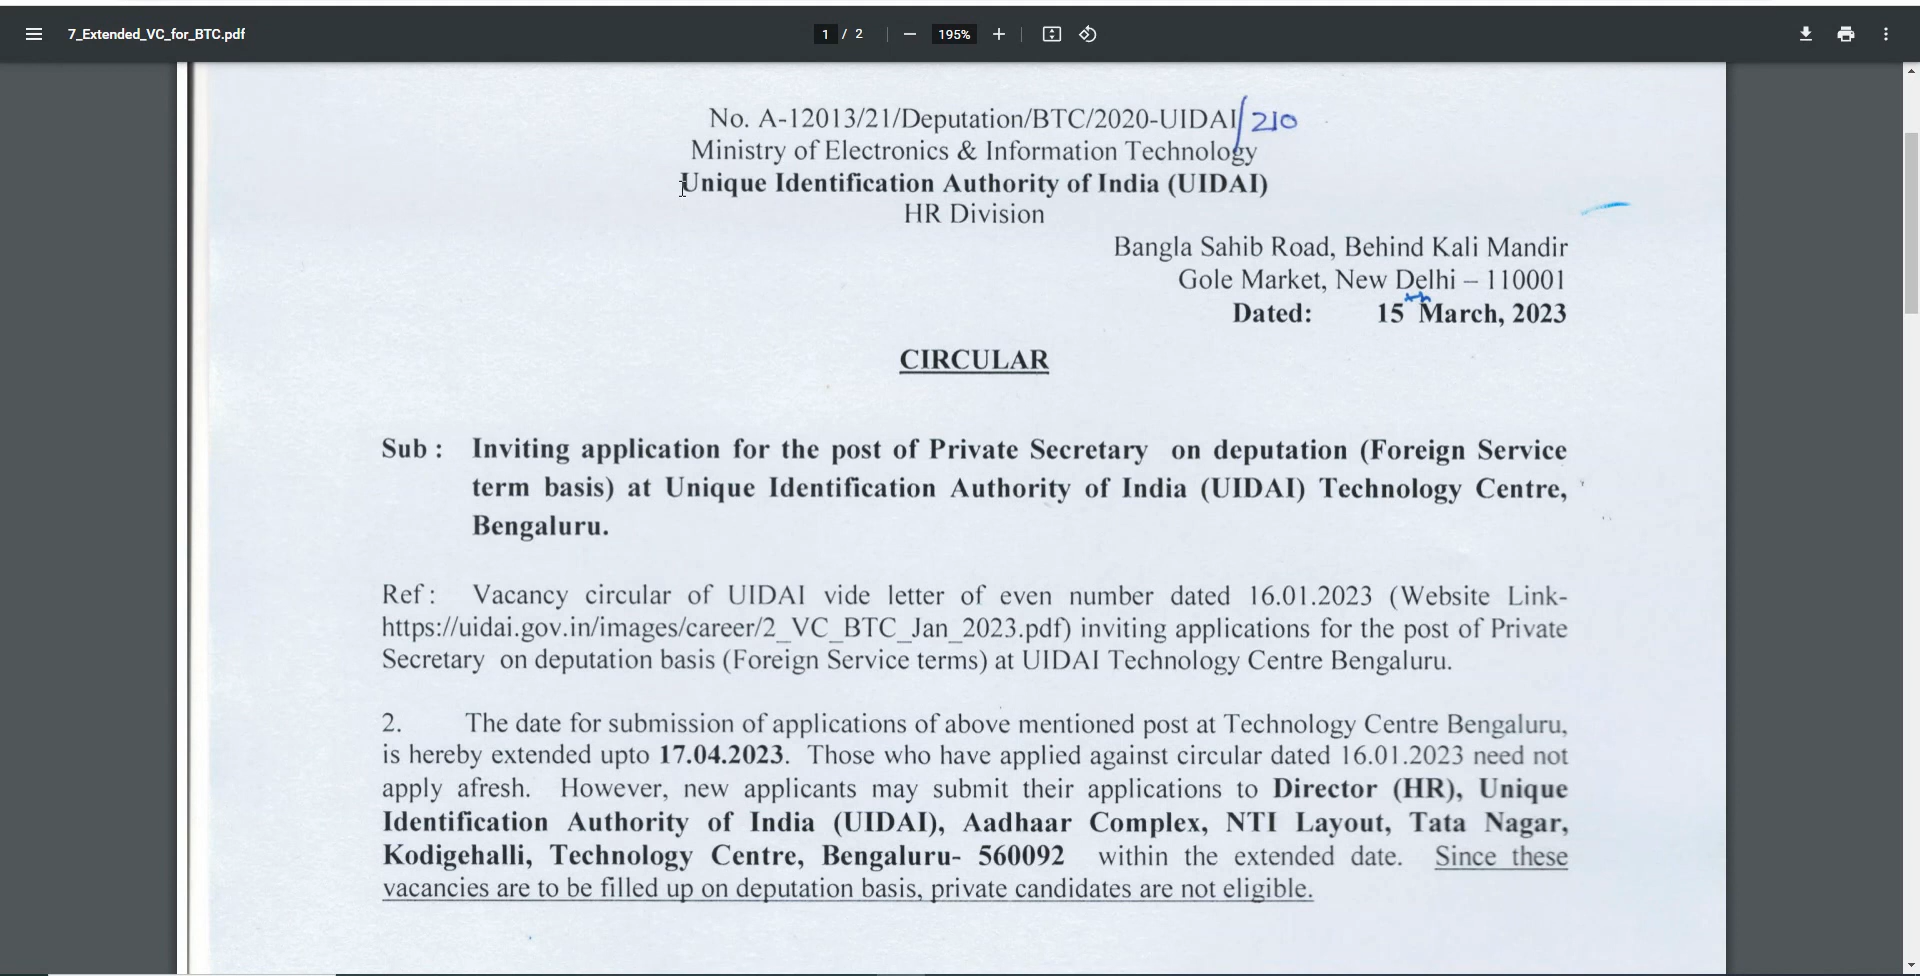 7_Extended_VC_for_BTC.pdf
1 / 2
195%
No. A-12013/21/Deputation/BTC/2020-UIDAI/210
Ministry of Electronics & Information Technology
Unique Identification Authority of India (UIDAI)
HR Division
Bangla Sahib Road, Behind Kali Mandir
Gole Market, New Delhi – 110001
Dated: 15th March, 2023
CIRCULAR
Sub : Inviting application for the post of Private Secretary on deputation (Foreign Service
term basis) at Unique Identification Authority of India (UIDAI) Technology Centre,
Bengaluru.
Ref : Vacancy circular of UIDAI vide letter of even number dated 16.01.2023 (Website Link-
https://uidai.gov.in/images/career/2_VC_BTC_Jan_2023.pdf) inviting applications for the post of Private
Secretary on deputation basis (Foreign Service terms) at UIDAI Technology Centre Bengaluru.
2. The date for submission of applications of above mentioned post at Technology Centre Bengaluru,
is hereby extended upto 17.04.2023. Those who have applied against circular dated 16.01.2023 need not
apply afresh. However, new applicants may submit their applications to Director (HR), Unique
Identification Authority of India (UIDAI), Aadhaar Complex, NTI Layout, Tata Nagar,
Kodigehalli, Technology Centre, Bengaluru- 560092 within the extended date. Since these
vacancies are to be filled up on deputation basis, private candidates are not eligible.